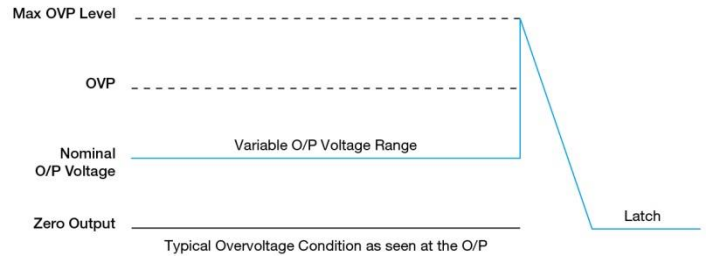 Max OVP Level
OVP
Variable O/P Voltage Range
Nominal
O/P Voltage
Zero Output
Latch
Typical Overvoltage Condition as seen at the O/P